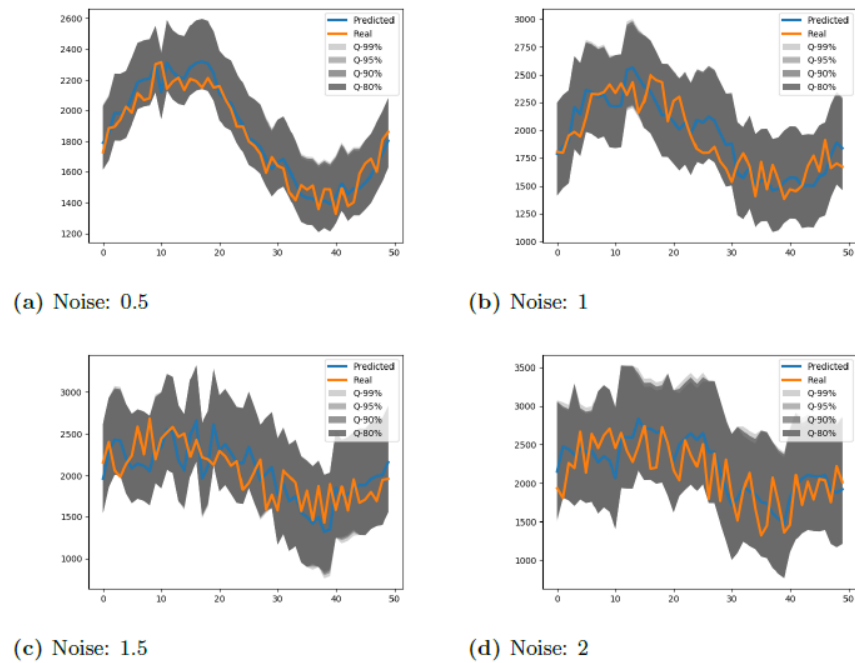 2600
2400
2200
2000
1800
1600
1400
1200
0
10
20
30
40
50
Predicted
Real
Q-99%
Q-95%
Q-90%
Q-80%
(a) Noise: 0.5
3000
2750
2500
2250
2000
1750
1500
1250
1000
0
10
20
30
40
50
Predicted
Real
Q-99%
Q-95%
Q-90%
Q-80%
(b) Noise: 1
3000
2500
2000
1500
1000
0
10
20
30
40
50
Predicted
Real
Q-99%
Q-95%
Q-90%
Q-80%
(c) Noise: 1.5
3500
3000
2500
2000
1500
1000
0
10
20
30
40
50
Predicted
Real
Q-99%
Q-95%
Q-90%
Q-80%
(d) Noise: 2